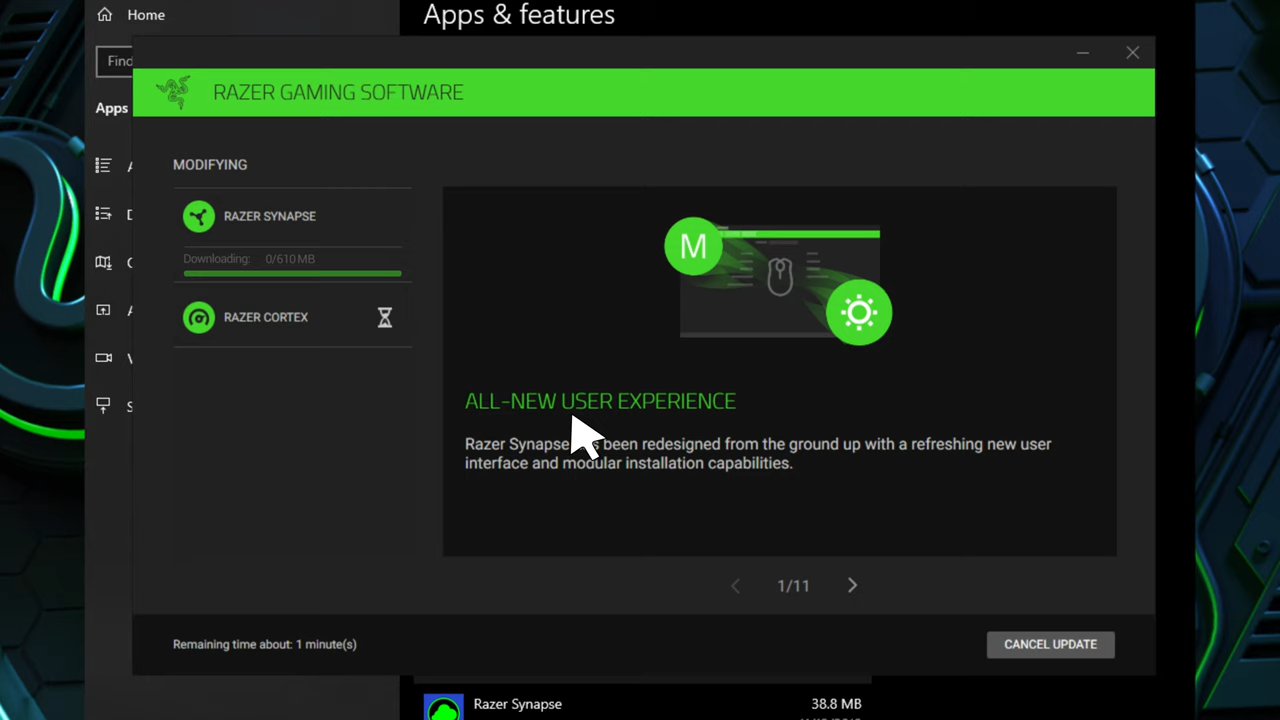 Home
Apps & features
Find
Apps
RAZER GAMING SOFTWARE
MODIFYING
RAZER SYNAPSE
Downloading: 0/610 MB
RAZER CORTEX
M
ALL-NEW USER EXPERIENCE
Razer Synapse been redesigned from the ground up with a refreshing new user
interface and modular installation capabilities.
1/11
Remaining time about: 1 minute(s)
CANCEL UPDATE
Razer Synapse 38.8 MB